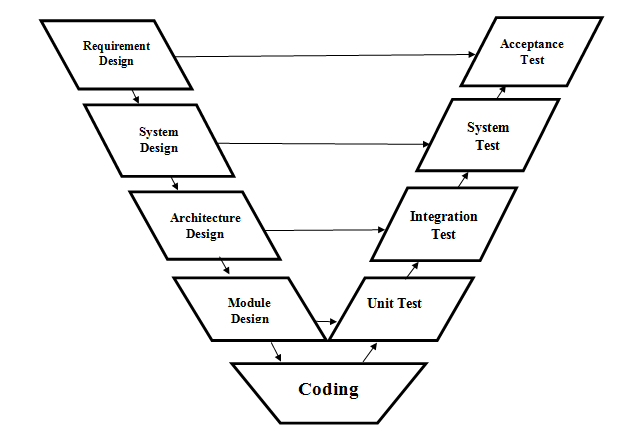 Requirement
Design
Acceptance
Test
System
Design
System
Test
Architecture
Design
Integration
Test
Module
Design
Unit Test
Coding